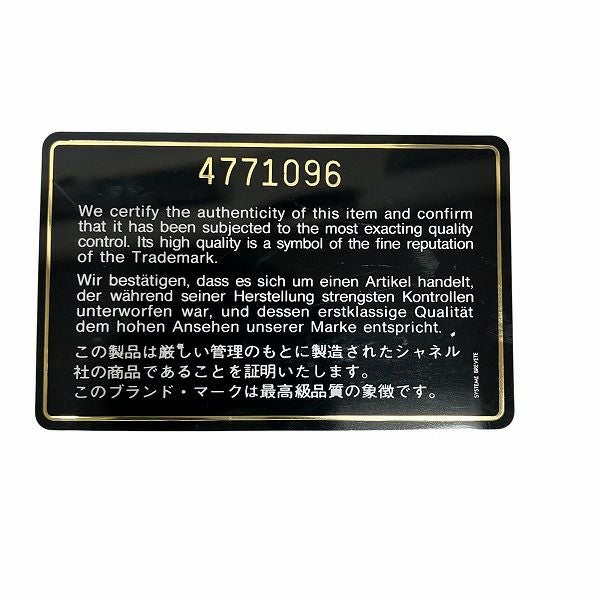 4771096
We certify the authenticity of this item and confirm
that it has been subjected to the most exacting quality
control. Its high quality is a symbol of the fine reputation
of the Trademark.
Wir bestätigen, dass es sich um einen Artikel handelt,
der während seiner Herstellung strengsten Kontrollen
unterworfen war, und dessen erstklassige Qualität
dem hohen Ansehen unserer Marke entspricht.
この製品は厳しい管理のもとに製造されたシャネル
社の商品であることを証明いたします。
このブランド・マークは最高級品質の象徴です。
SYSTEME BREVETE